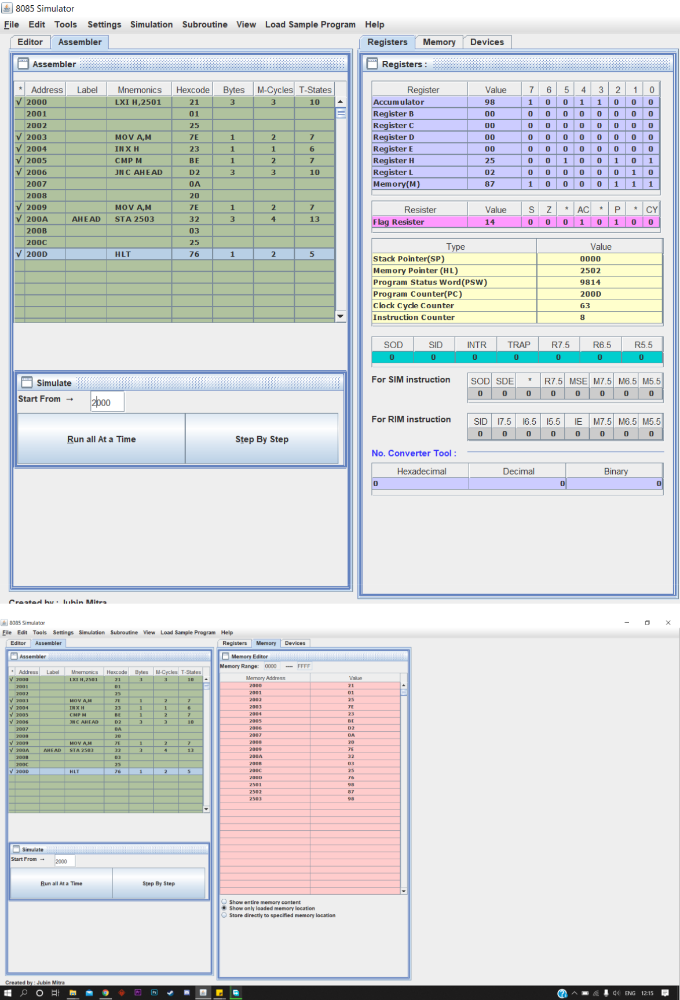 8085 Simulator
File Edit Tools Settings Simulation Subroutine View Load Sample Program Help
Editor Assembler
Assembler
* Address Label Mnemonics Hexcode Bytes M-Cycles T-States
√ 2000 LXI H,2501 21 3 3 10
2001 01
2002 25
√ 2003 MOV A,M 7E 1 2 7
√ 2004 INX H 23 1 1 6
√ 2005 CMP M BE 1 2 7
√ 2006 JNC AHEAD D2 3 3 10
2007 0A
2008 20
√ 2009 MOV A,M 7E 1 2 7
√ 200A AHEAD STA 2503 32 3 4 13
200B 03
200C 25
√ 200D HLT 76 1 2 5
Simulate
Start From → 2000
Run all At a Time Step By Step
Created by : Jubin Mitra
Registers Memory Devices
Registers :
Register Value 7 6 5 4 3 2 1 0
Accumulator 98 1 0 0 1 1 0 0 0
Register B 00 0 0 0 0 0 0 0 0
Register C 00 0 0 0 0 0 0 0 0
Register D 00 0 0 0 0 0 0 0 0
Register E 00 0 0 0 0 0 0 0 0
Register H 25 0 0 1 0 0 1 0 1
Register L 02 0 0 0 0 0 0 1 0
Memory(M) 87 1 0 0 0 0 1 1 1
Resister Value S Z * AC * P * CY
Flag Resister 14 0 0 0 1 0 1 0 0
Type Value
Stack Pointer(SP) 0000
Memory Pointer (HL) 2502
Program Status Word(PSW) 9814
Program Counter(PC) 200D
Clock Cycle Counter 63
Instruction Counter 8
SOD SID INTR TRAP R7.5 R6.5 R5.5
0 0 0 0 0 0 0
For SIM instruction SOD SDE * R7.5 MSE M7.5 M6.5 M5.5
0 0 0 0 0 0 0 0
For RIM instruction SID I7.5 I6.5 I5.5 IE M7.5 M6.5 M5.5
0 0 0 0 0 0 0 0
No. Converter Tool :
Hexadecimal Decimal Binary
0 0 0
8085 Simulator
File Edit Tools Settings Simulation Subroutine View Load Sample Program Help
Editor Assembler
Assembler
* Address Label Mnemonics Hexcode Bytes M-Cycles T-States
√ 2000 LXI H,2501 21 3 3 10
2001 01
2002 25
√ 2003 MOV A,M 7E 1 2 7
√ 2004 INX H 23 1 1 6
√ 2005 CMP M BE 1 2 7
√ 2006 JNC AHEAD D2 3 3 10
2007 0A
2008 20
√ 2009 MOV A,M 7E 1 2 7
√ 200A AHEAD STA 2503 32 3 4 13
200B 03
200C 25
√ 200D HLT 76 1 2 5
Simulate
Start From → 2000
Run all At a Time Step By Step
Registers Memory Devices
Memory Editor
Memory Range: 0000 ---- FFFF
Memory Address Value
2000 21
2001 01
2002 25
2003 7E
2004 23
2005 BE
2006 D2
2007 0A
2008 20
2009 7E
200A 32
200B 03
200C 25
200D 76
2501 98
2502 87
2503 98
Show entire memory content
Show only loaded memory location
Store directly to specified memory location
Created by : Jubin Mitra
Pr Ps ENG 12:15